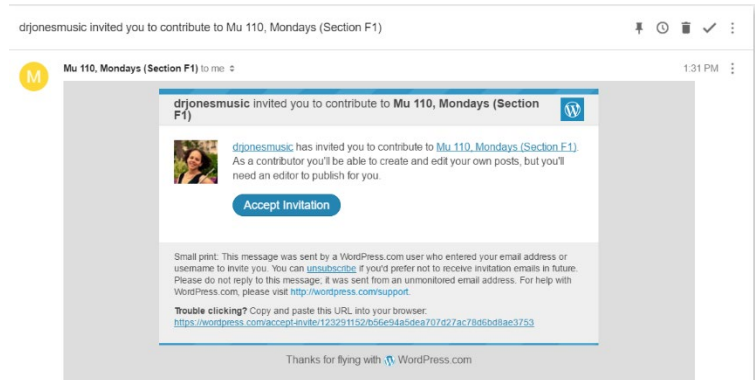 drjonesmusic invited you to contribute to Mu 110, Mondays (Section F1)
M
Mu 110, Mondays (Section F1) to me
1:31 PM
drjonesmusic invited you to contribute to Mu 110, Mondays (Section
F1)
drjonesmusic has invited you to contribute to Mu 110, Mondays (Section F1).
As a contributor you'll be able to create and edit your own posts, but you'll
need an editor to publish for you.
Accept Invitation
Small print: This message was sent by a WordPress.com user who entered your email address or
username to invite you. You can unsubscribe if you'd prefer not to receive invitation emails in future.
Please do not reply to this message; it was sent from an unmonitored email address. For help with
WordPress.com, please visit http://wordpress.com/support.
Trouble clicking? Copy and paste this URL into your browser:
https://wordpress.com/accept-invite/123291152/b56e94a5dea707d27ac78d6bd8ae3753
Thanks for flying with WordPress.com